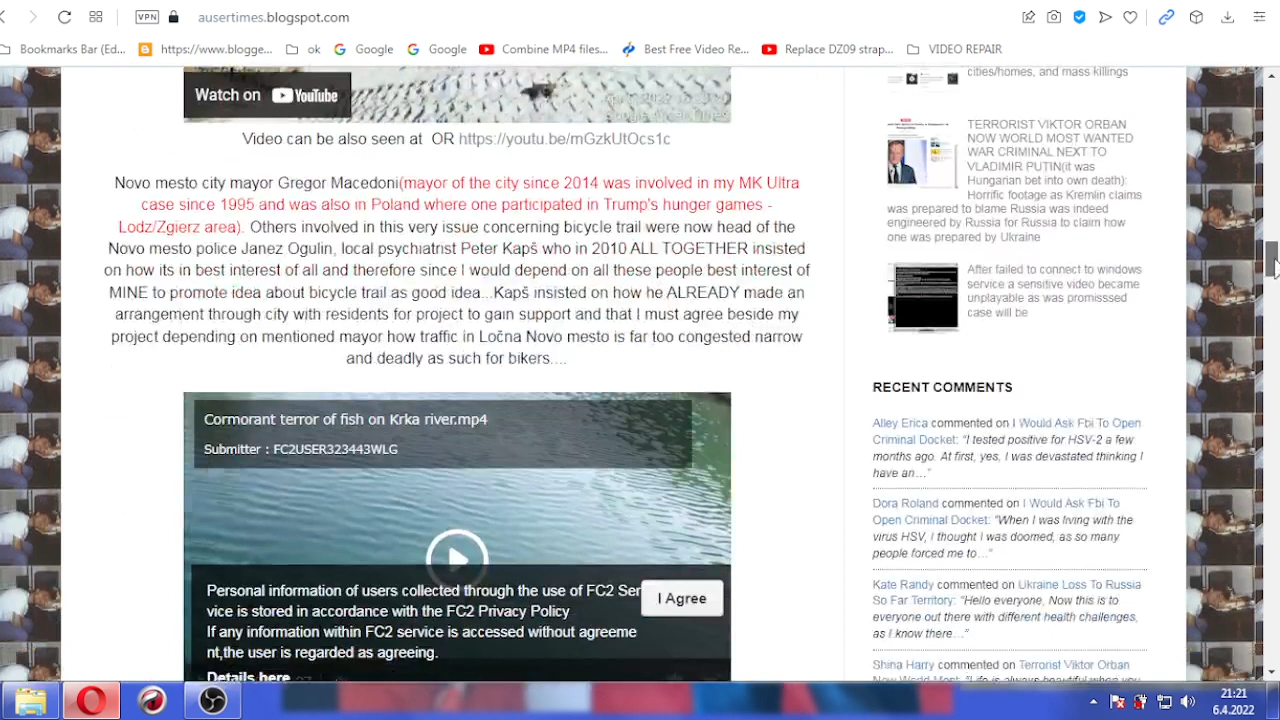 VPN
ausertimes.blogspot.com
Bookmarks Bar (Ed...
https://www.blogge...
ok
Google
Google
Combine MP4 files...
Best Free Video Re...
Replace DZ09 strap...
VIDEO REPAIR
Watch on YouTube
Video can be also seen at OR https://youtu.be/mGzkUtOcs1c
Novo mesto city mayor Gregor Macedoni(mayor of the city since 2014 was involved in my MK Ultra
case since 1995 and was also in Polan
where one participated in Trump's hunger games -
Lodz/Zgierz area). Others involved in this very issue concerning bicycle trail were now head of the
Novo mesto police Janez Ogulin, local psychiatrist Peter Kapš who in 2010 ALL TOGETHER insisted
on how its in best interest of all and therefore since I would depend on all these people best interest of
MINE to promote idea about bicycle trail as good one. Kapš insisted on how he ALREADY made an
arrangement through city with residents for project to gain support and that I must agree beside my
project depending on mentioned mayor how traffic in Ločna Novo mesto is far too congested narrow
and deadly as such for bikers....
Cormorant terror of fish on Krka river.mp4
Submitter : FC2USER323443WLG
Personal information of users collected through the use of FC2 Ser
vice is stored in accordance with the FC2 Privacy Policy
If any information within FC2 service is accessed without agreeme
nt,the user is regarded as agreeing.
Details here
I Agree
cities/homes, and mass killings
TERRORIST VIKTOR ORBAN
NOW WORLD MOST WANTED
WAR CRIMINAL NEXT TO
VLADIMIR PUTIN(it was
Hungarian bet into own death):
Horrific footage as Kremlin claims
was prepared to blame Russia was indeed
engineered by Russia for Russia to claim how
one was prepared by Ukraine
After failed to connect to windows
service a sensitive video became
unplayable as was promisssed
case will be
RECENT COMMENTS
Alley Erica commented on I Would Ask Fbi To Open
Criminal Docket: “I tested positive for HSV-2 a few
months ago. At first, yes, I was devastated thinking I
have an…”
Dora Roland commented on I Would Ask Fbi To
Open Criminal Docket: “When I was living with the
virus HSV, I thought I was doomed, as so many
people forced me to…”
Kate Randy commented on Ukraine Loss To Russia
So Far Territory: “Hello everyone, Now this is to
everyone out there with different health challenges,
as I know there…”
Shina Harry commented on Terrorist Viktor Orban
21:21
6.4.2022